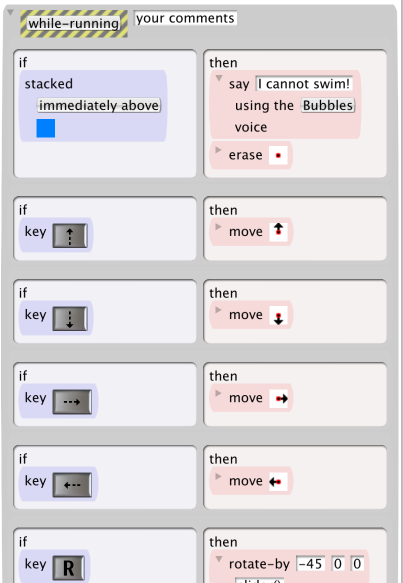 while-running your comments
if
stacked
immediately above
then
say I cannot swim!
using the Bubbles
voice
erase
if
key
then
move
if
key
then
move
if
key
then
move
if
key
then
move
if
key R
then
rotate-by -45 0 0